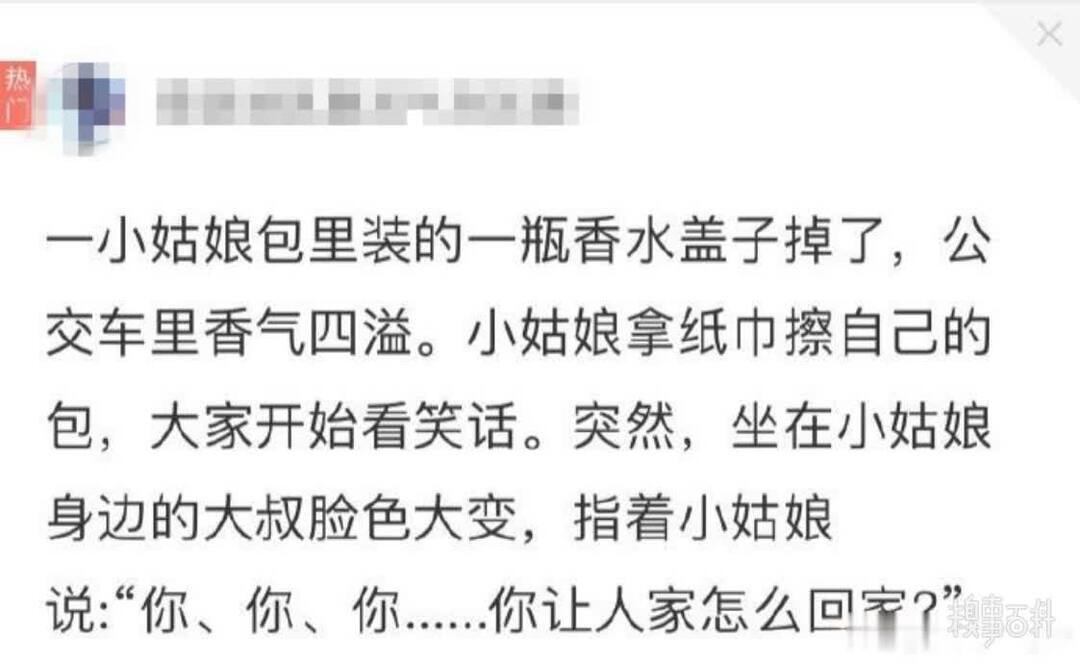 热门
一小姑娘包里装的一瓶香水盖子掉了，公
交车里香气四溢。小姑娘拿纸巾擦自己的
包，大家开始看笑话。突然，坐在小姑娘
身边的大叔脸色大变，指着小姑娘
说:“你、你、你......你让人家怎么回家?”
糗事百科